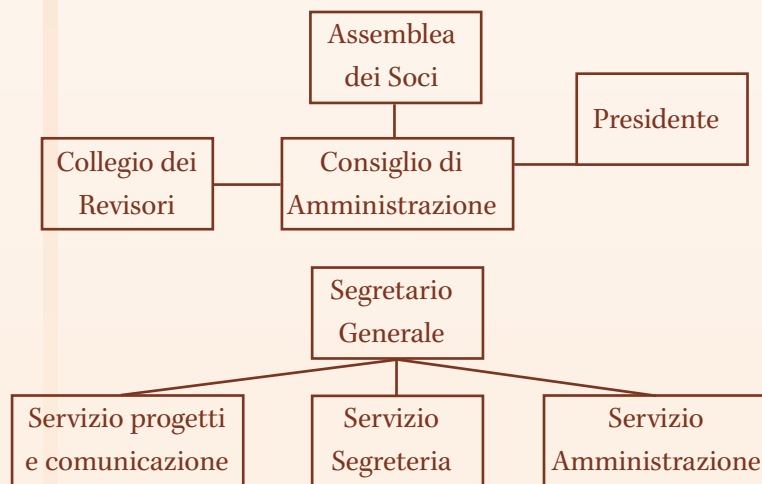 Assemblea
dei Soci
Presidente
Collegio dei
Revisori
Consiglio di
Amministrazione
Segretario
Generale
Servizio progetti
e comunicazione
Servizio
Segreteria
Servizio
Amministrazione